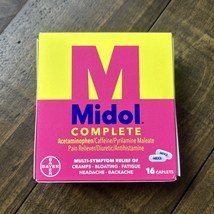 M
Midol®
COMPLETE
Acetaminophen/Caffeine/Pyrilamine Maleate
Pain Reliever/Diuretic/Antihistamine
MULTI-SYMPTOM RELIEF OF
CRAMPS • BLOATING • FATIGUE
HEADACHE • BACKACHE
BAYER
16 CAPLETS